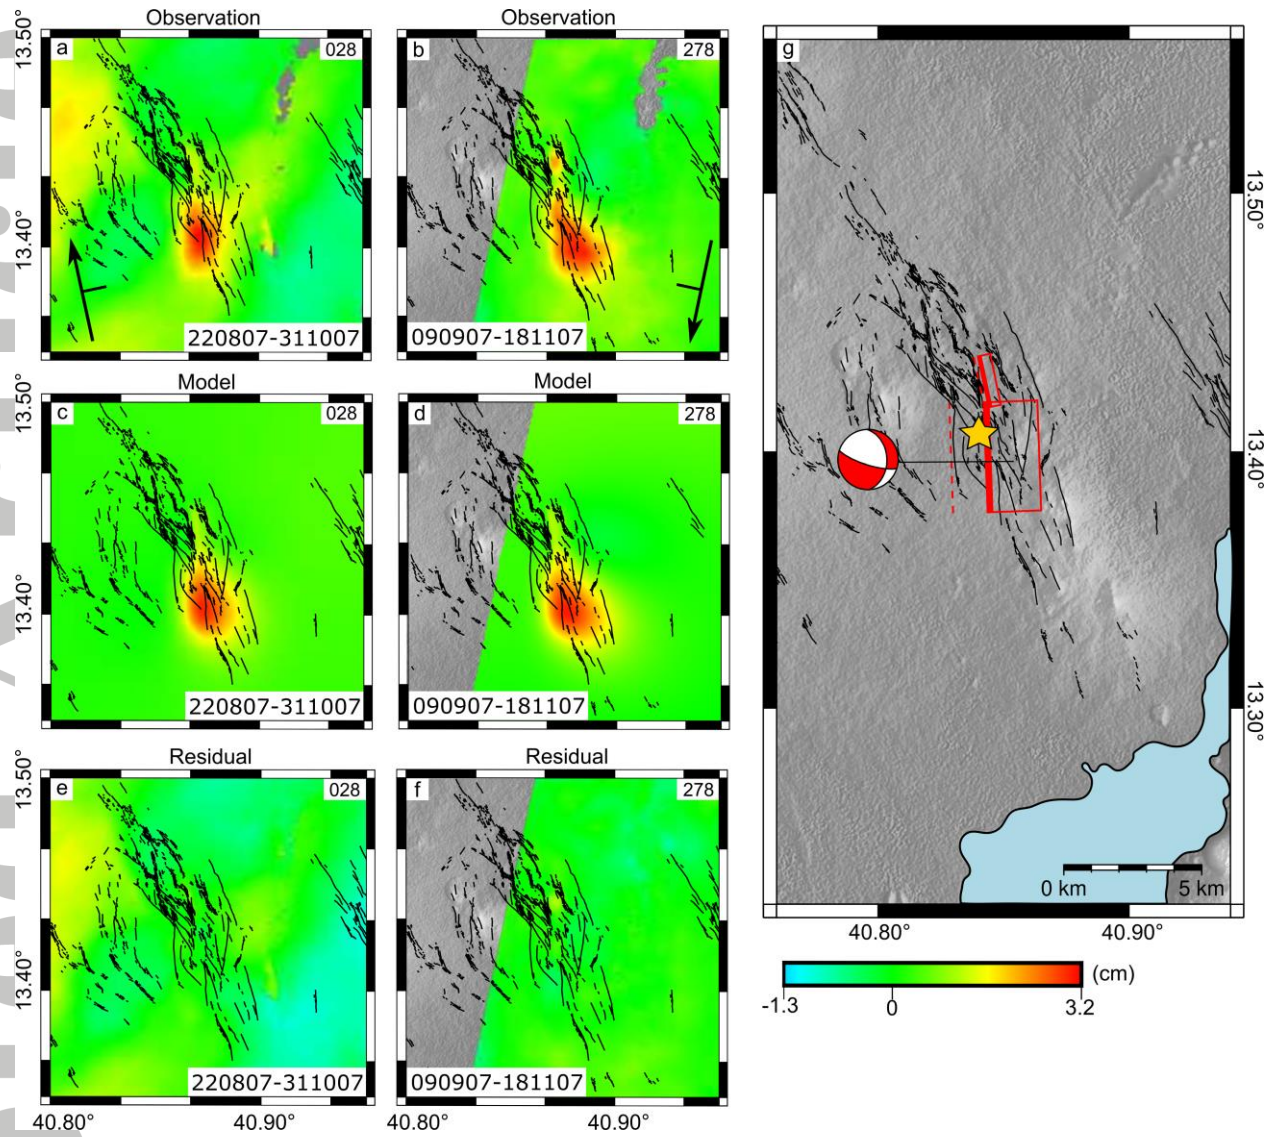 Observation
Observation
13.50°
a
028
b
278
g
13.40°
220807-311007
090907-181107
13.50°
Model
Model
13.50°
c
028
d
278
13.40°
13.40°
220807-311007
090907-181107
13.30°
Residual
Residual
13.50°
e
028
f
278
0 km
5 km
40.80°
40.90°
13.40°
(cm)
-1.3
0
3.2
220807-311007
090907-181107
40.80°
40.90°
40.80°
40.90°